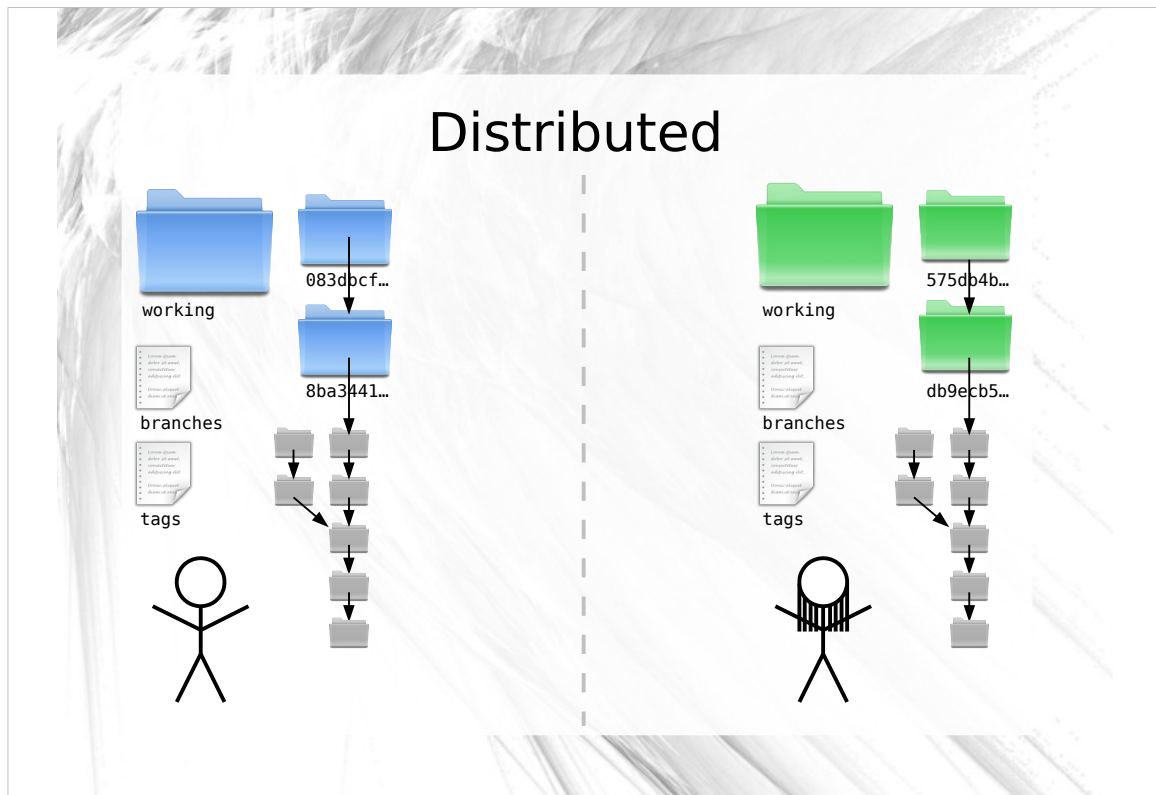 Distributed
083dbcf…
working
8ba3441…
branches
tags
575db4b…
working
db9ecb5…
branches
tags